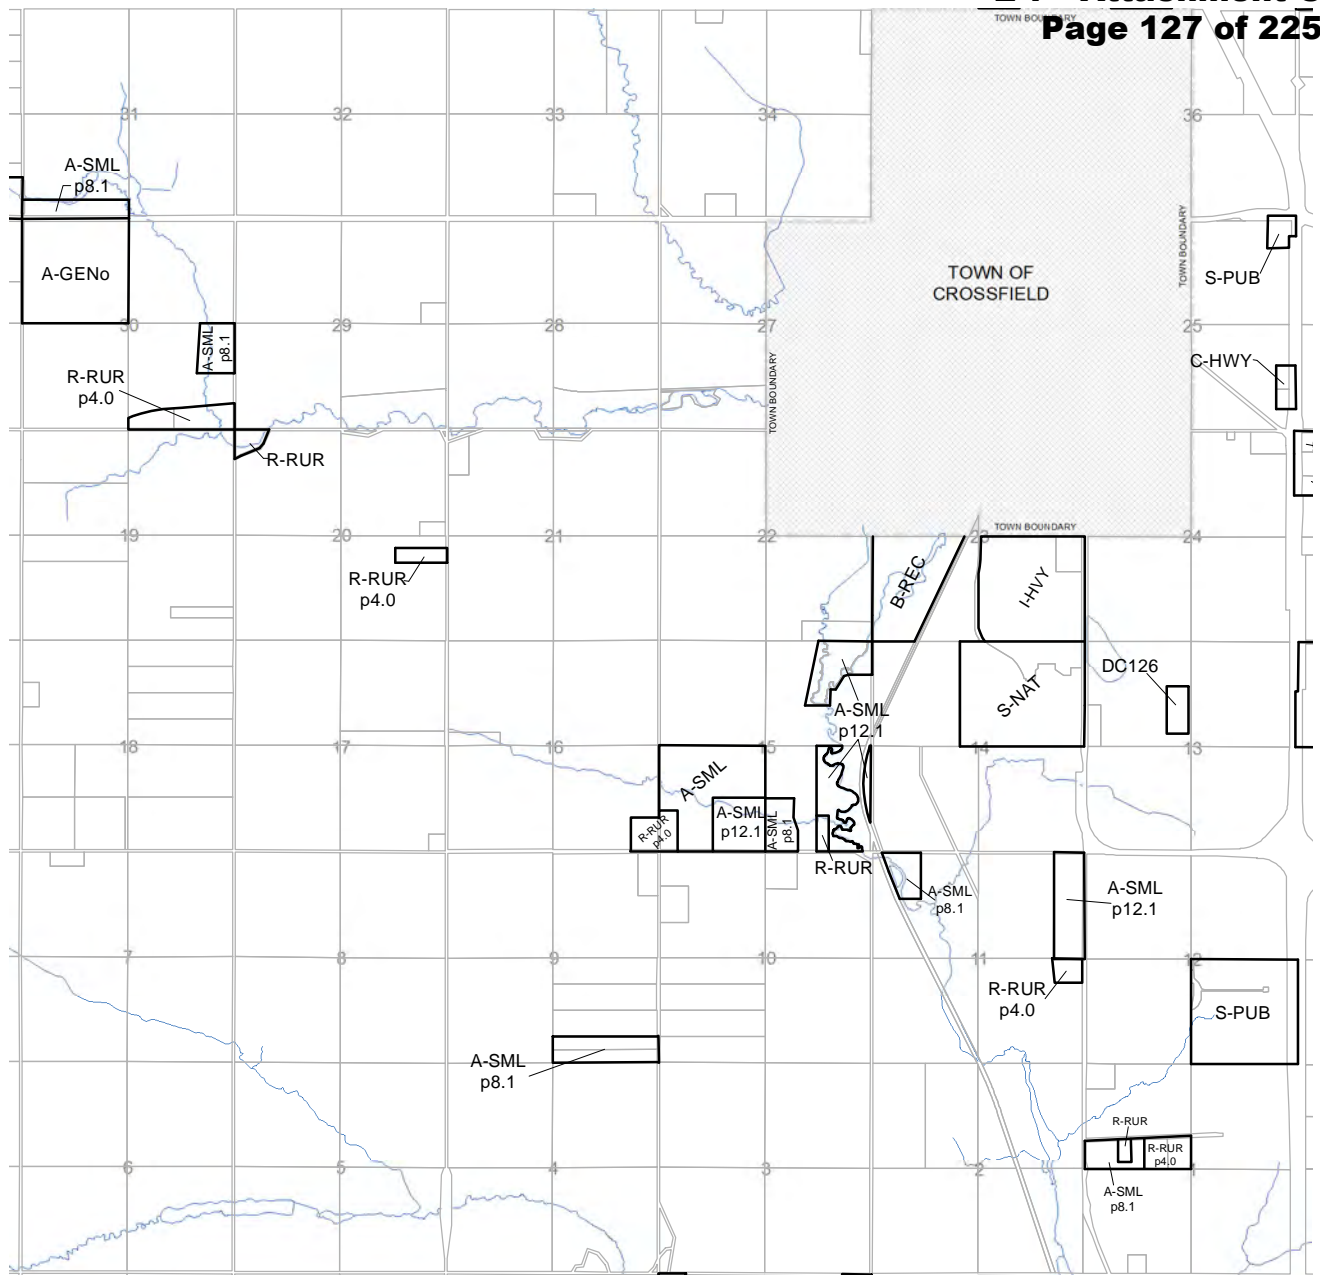 Page 127 of 225
TOWN BOUNDARY
31
32
33
34
36
A-SML
p8.1
TOWN BOUNDARY
A-GENo
TOWN OF
CROSSFIELD
S-PUB
30
29
27
25
A-SML
p8.1
TOWN BOUNDARY
C-HWY
R-RUR
p4.0
R-RUR
TOWN BOUNDARY
19
20
22
23
24
R-RUR
p4.0
B-REC
I-HVY
DC126
S-NAT
A-SML
p12.1
18
17
16
15
14
13
A-SML
A-SML
p12.1
A-SML
p8.1
R-RUR
p4.0
R-RUR
A-SML
p8.1
A-SML
p12.1
7
8
9
10
11
12
R-RUR
p4.0
S-PUB
A-SML
p8.1
R-RUR
R-RUR
p4.0
6
5
4
3
2
1
A-SML
p8.1